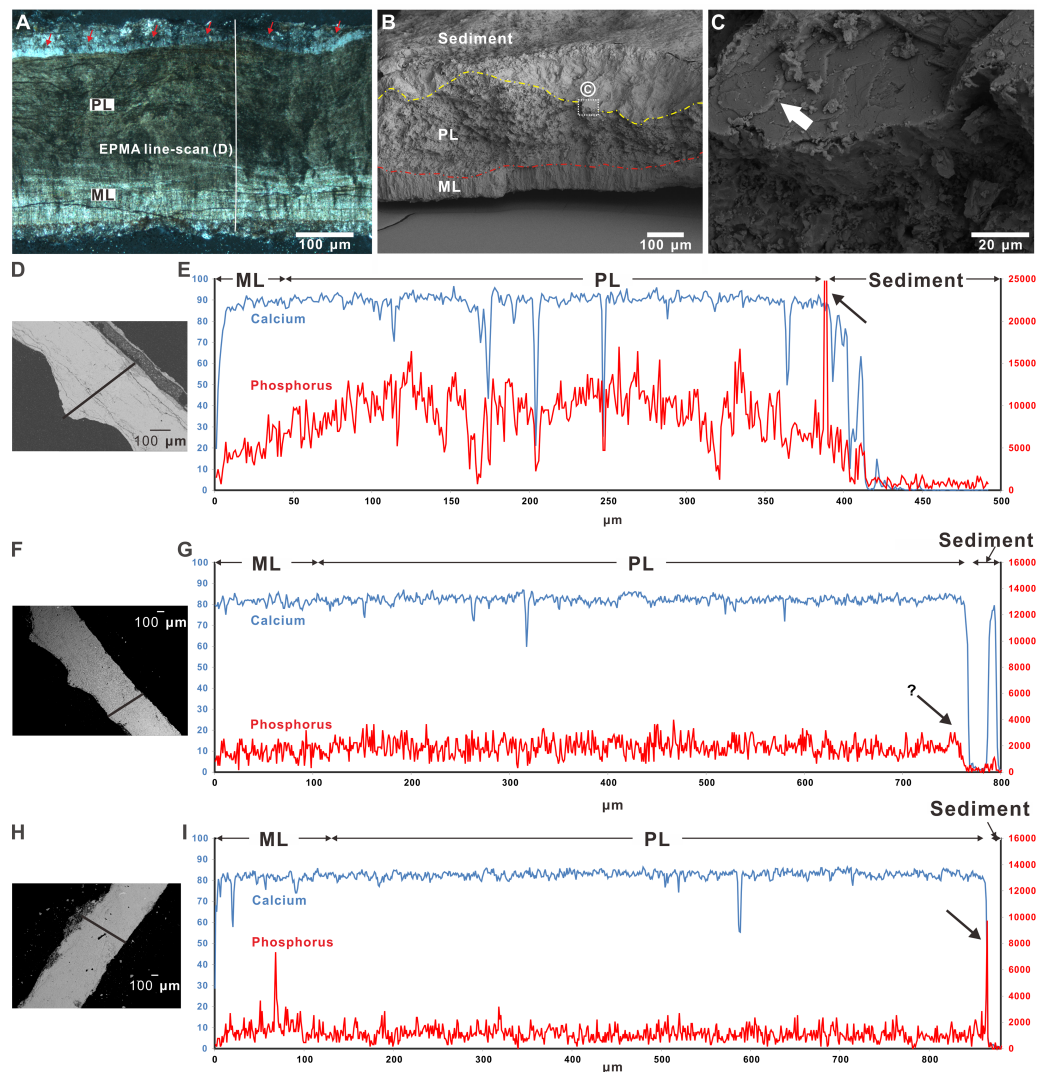 A
PL
EPMA line-scan (D)
ML
100 μm
B
Sediment
©
PL
ML
100 μm
C
20 μm
D
100 μm
E
ML PL Sediment
Calcium
Phosphorus
100
90
80
70
60
50
40
30
20
10
0
25000
20000
15000
10000
5000
0
0 50 100 150 200 250 300 350 400 450 500
μm
F
100 μm
G
Sediment
ML PL
Calcium
Phosphorus
?
100
90
80
70
60
50
40
30
20
10
0
16000
14000
12000
10000
8000
6000
4000
2000
0
0 100 200 300 400 500 600 700 800
μm
H
100 μm
I
Sediment
ML PL
Calcium
Phosphorus
100
90
80
70
60
50
40
30
20
10
0
16000
14000
12000
10000
8000
6000
4000
2000
0
0 100 200 300 400 500 600 700 800
μm